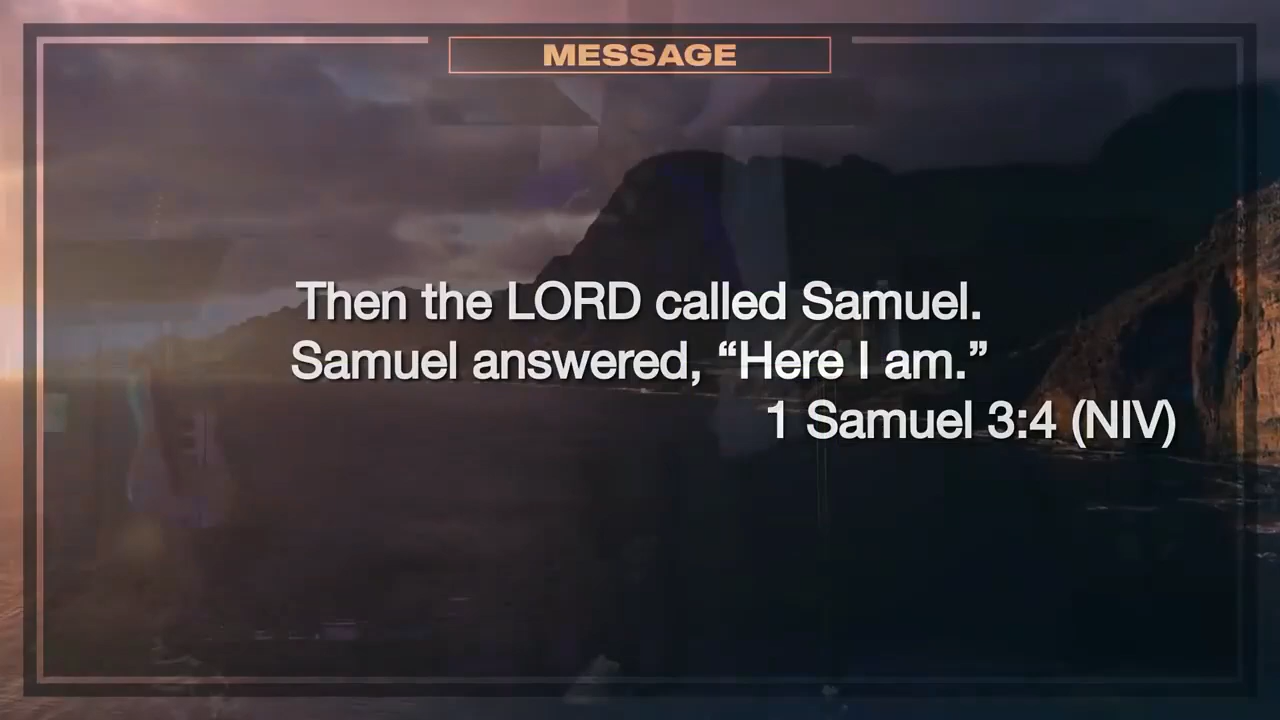 MESSAGE
Then the LORD called Samuel.
Samuel answered, “Here I am.”
1 Samuel 3:4 (NIV)